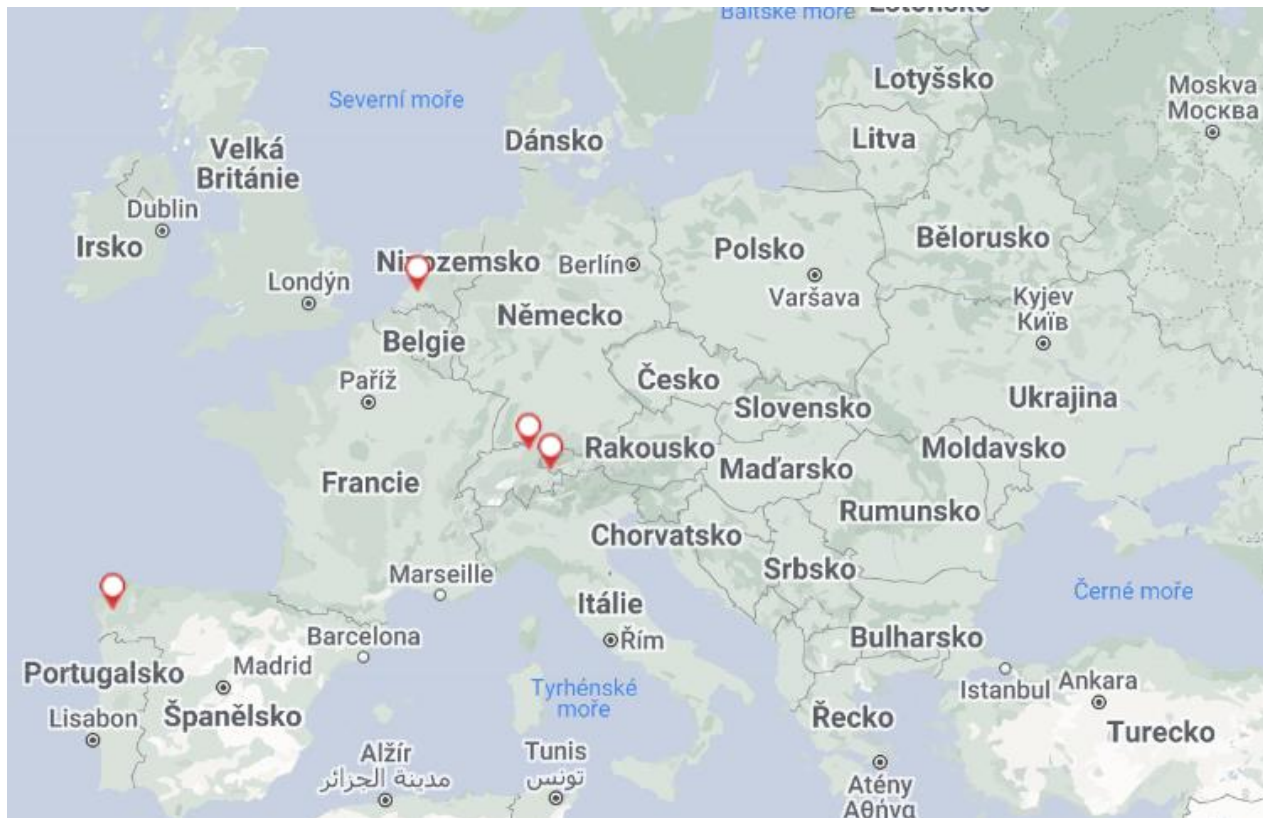 Baltské moře
Estonsko
Lotyšsko
Moskva
Москва
Severní moře
Dánsko
Litva
Velká
Británie
Dublin
Irsko
Nizozemsko
Berlín
Polsko
Bělorusko
Londýn
Varšava
Kyjev
Київ
Německo
Belgie
Paříž
Česko
Slovensko
Ukrajina
Rakousko
Moldavsko
Maďarsko
Francie
Rumunsko
Chorvatsko
Srbsko
Marseille
Itálie
Černé moře
Barcelona
Řím
Bulharsko
Portugalsko
Madrid
Istanbul
Ankara
Tyrhénské
moře
Lisabon
Španělsko
Řecko
Turecko
Alžír
مدينة الجزائر
Tunis
تونس
Atény
Αθήνα